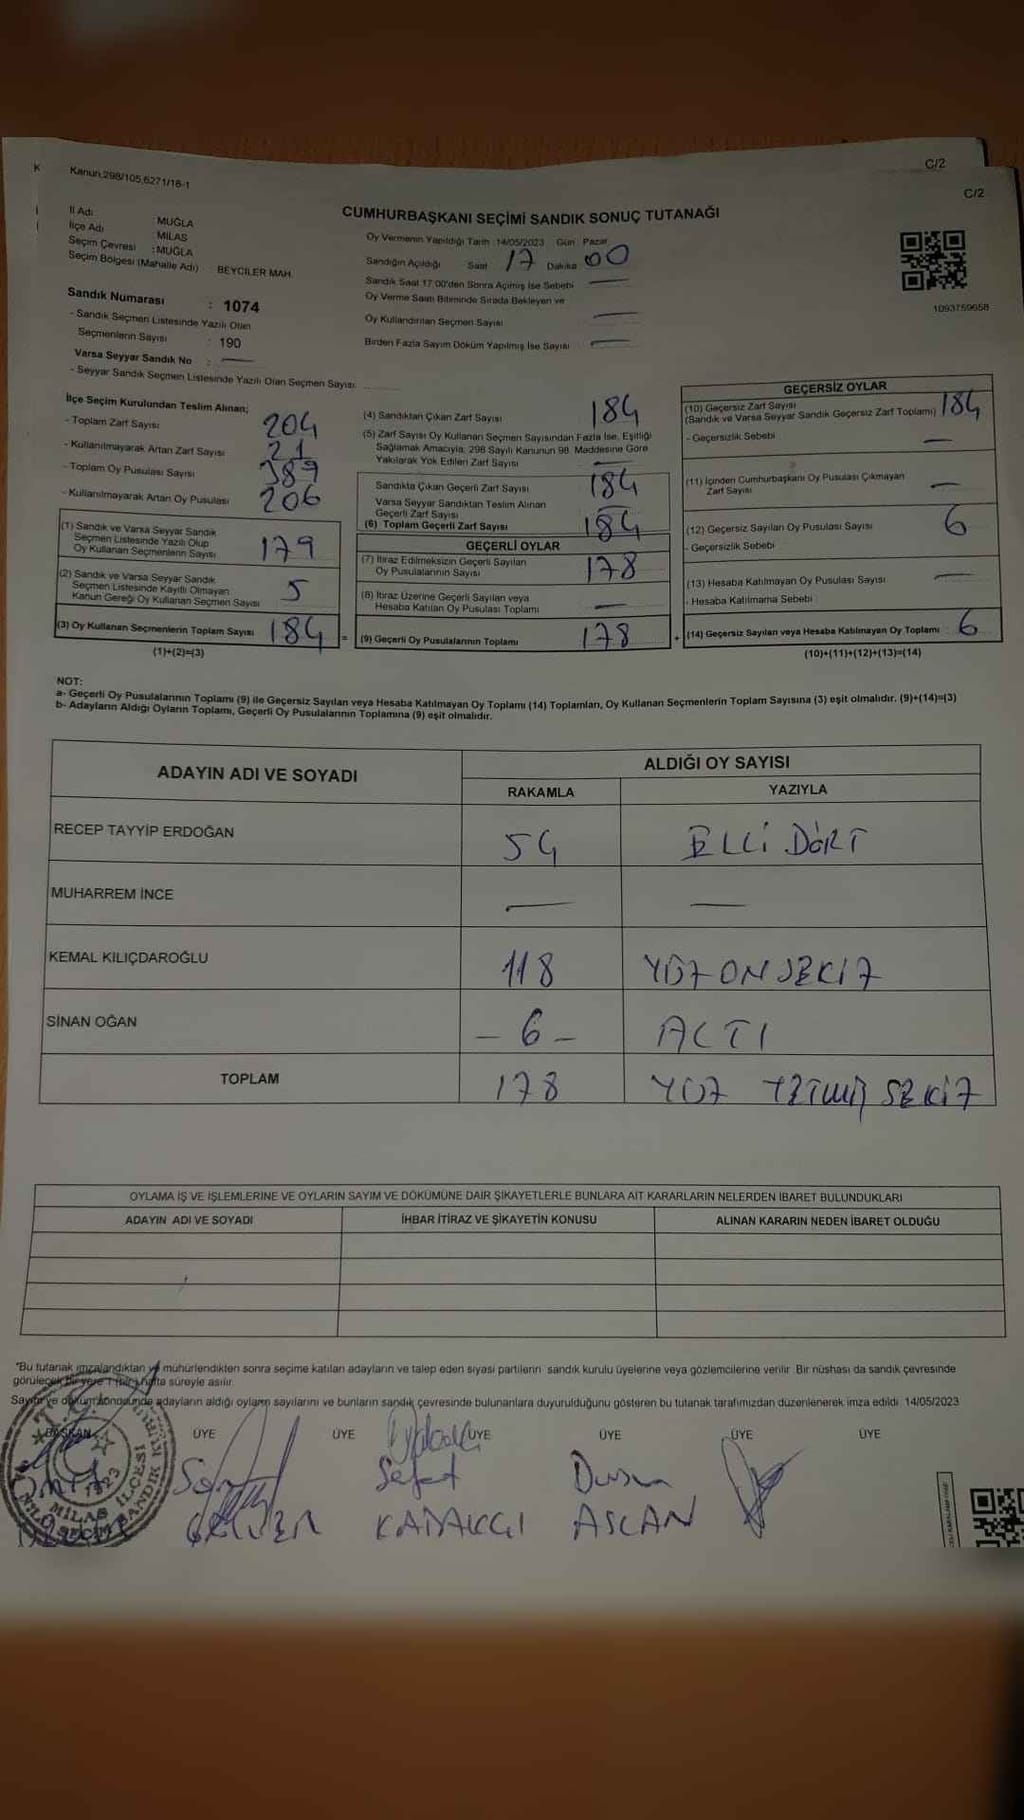 C/2
Kanun,298/105,6271/18-1
C/2
CUMHURBAŞKANI SEÇİMİ SANDIK SONUÇ TUTANAĞI
İl Adı : MUĞLA
İlçe Adı : MİLAS
Seçim Çevresi : MUĞLA
Seçim Bölgesi (Mahalle Adı) : BEYCİLER MAH.
Sandık Numarası : 1074
- Sandık Seçmen Listesinde Yazılı Olan
Seçmenlerin Sayısı : 190
Varsa Seyyar Sandık No : —
- Seyyar Sandık Seçmen Listesinde Yazılı Olan Seçmen Sayısı
Oy Vermenin Yapıldığı Tarih : 14/05/2023 Gün : Pazar
Sandığın Açıldığı Saat 17 Dakika 00
Sandık Saat 17:00'den Sonra Açılmış İse Sebebi —
Oy Verme Saati Bitiminde Sırada Bekleyen ve
Oy Kullandırılan Seçmen Sayısı —
Birden Fazla Sayım Döküm Yapılmış İse Sayısı —
1093759658
İlçe Seçim Kurulundan Teslim Alınan;
- Toplam Zarf Sayısı 204
- Kullanılmayarak Artan Zarf Sayısı 21
- Toplam Oy Pusulası Sayısı 389
- Kullanılmayarak Artan Oy Pusulası 206
(1) Sandık ve Varsa Seyyar Sandık
Seçmen Listesinde Yazılı Olup
Oy Kullanan Seçmenlerin Sayısı 179
(2) Sandık ve Varsa Seyyar Sandık
Seçmen Listesinde Kayıtlı Olmayan
Kanun Gereği Oy Kullanan Seçmen Sayısı 5
(3) Oy Kullanan Seçmenlerin Toplam Sayısı 184 =
(1)+(2)=(3)
(4) Sandıktan Çıkan Zarf Sayısı 184
(5) Zarf Sayısı Oy Kullanan Seçmen Sayısından Fazla İse, Eşitliği
Sağlamak Amacıyla, 298 Sayılı Kanunun 98. Maddesine Göre
Yakılarak Yok Edilen Zarf Sayısı —
Sandıkta Çıkan Geçerli Zarf Sayısı 184
Varsa Seyyar Sandıktan Teslim Alınan
Geçerli Zarf Sayısı
(6) Toplam Geçerli Zarf Sayısı 184
GEÇERLİ OYLAR
(7) İtiraz Edilmeksizin Geçerli Sayılan
Oy Pusulalarının Sayısı 178
(8) İtiraz Üzerine Geçerli Sayılan veya
Hesaba Katılan Oy Pusulası Toplamı —
(9) Geçerli Oy Pusulalarının Toplamı 178 +
GEÇERSİZ OYLAR
(10) Geçersiz Zarf Sayısı
(Sandık ve Varsa Seyyar Sandık Geçersiz Zarf Toplamı) 184
- Geçersizlik Sebebi —
(11) İçinden Cumhurbaşkanı Oy Pusulası Çıkmayan
Zarf Sayısı —
(12) Geçersiz Sayılan Oy Pusulası Sayısı 6
- Geçersizlik Sebebi
(13) Hesaba Katılmayan Oy Pusulası Sayısı —
- Hesaba Katılmama Sebebi
(14) Geçersiz Sayılan veya Hesaba Katılmayan Oy Toplamı 6
(10)+(11)+(12)+(13)=(14)
NOT:
a- Geçerli Oy Pusulalarının Toplamı (9) ile Geçersiz Sayılan veya Hesaba Katılmayan Oy Toplamı (14) Toplamları, Oy Kullanan Seçmenlerin Toplam Sayısına (3) eşit olmalıdır. (9)+(14)=(3)
b- Adayların Aldığı Oyların Toplamı, Geçerli Oy Pusulalarının Toplamına (9) eşit olmalıdır.
ADAYIN ADI VE SOYADI ALDIĞI OY SAYISI
RAKAMLA YAZIYLA
RECEP TAYYİP ERDOĞAN 54 ELLİ DÖRT
MUHARREM İNCE — —
KEMAL KILIÇDAROĞLU 118 YÜZ ON SEKİZ
SİNAN OĞAN - 6 - ALTI
TOPLAM 178 YÜZ YETMİŞ SEKİZ
OYLAMA İŞ VE İŞLEMLERİNE VE OYLARIN SAYIM VE DÖKÜMÜNE DAİR ŞİKAYETLERLE BUNLARA AİT KARARLARIN NELERDEN İBARET BULUNDUKLARI
ADAYIN ADI VE SOYADI İHBAR İTİRAZ VE ŞİKAYETİN KONUSU ALINAN KARARIN NEDEN İBARET OLDUĞU
*Bu tutanak imzalandıktan ve mühürlendikten sonra seçime katılan adayların ve talep eden siyasi partilerin sandık kurulu üyelerine veya gözlemcilerine verilir. Bir nüshası da sandık çevresinde
görülecek bir yere 1 (bir) hafta süreyle asılır.
Sayım ve döküm sonucunda adayların aldığı oyların sayılarını ve bunların sandık çevresinde bulunanlara duyurulduğunu gösteren bu tutanak tarafımızdan düzenlenerek imza edildi. 14/05/2023
BAŞKAN ÜYE ÜYE ÜYE ÜYE ÜYE ÜYE
Sefat Dursun
ASLAN
1923
MİLAS İLÇESİ